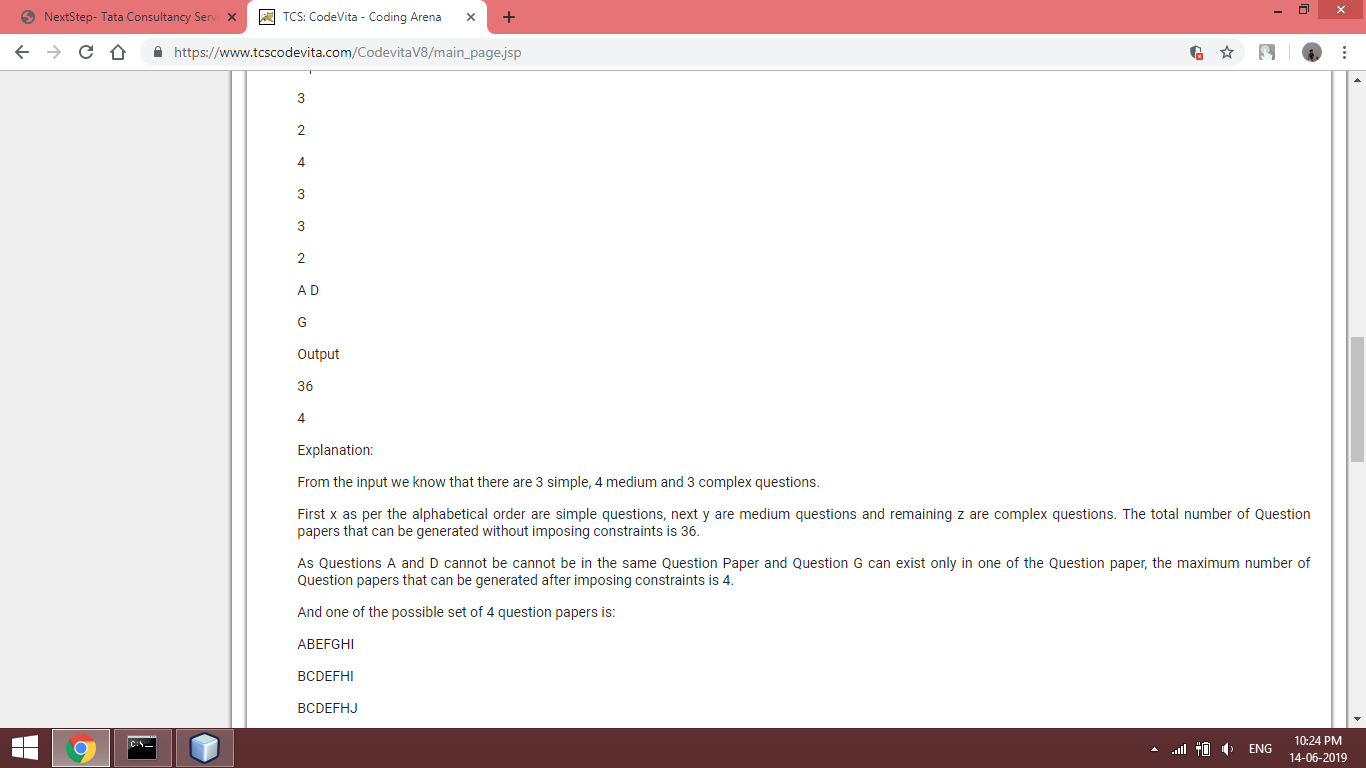 NextStep- Tata Consultancy Serv
TCS: CodeVita - Coding Arena
https://www.tcscodevita.com/CodevitaV8/main_page.jsp
3
2
4
3
3
2
A D
G
Output
36
4
Explanation:
From the input we know that there are 3 simple, 4 medium and 3 complex questions.
First x as per the alphabetical order are simple questions, next y are medium questions and remaining z are complex questions. The total number of Question
papers that can be generated without imposing constraints is 36.
As Questions A and D cannot be cannot be in the same Question Paper and Question G can exist only in one of the Question paper, the maximum number of
Question papers that can be generated after imposing constraints is 4.
And one of the possible set of 4 question papers is:
ABEFGHI
BCDEFHI
BCDEFHJ
C:\
ENG
10:24 PM
14-06-2019